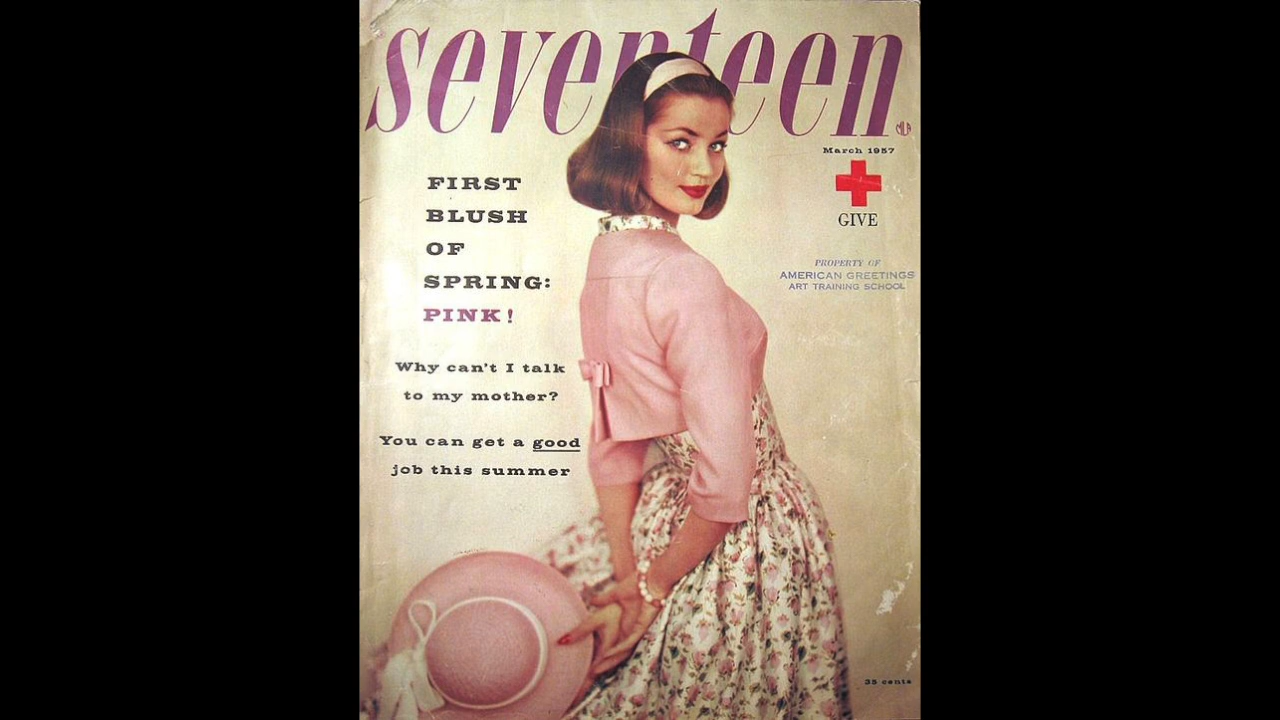 seventeen
March 1957
GIVE
FIRST
BLUSH
OF
SPRING:
PINK!
PROPERTY OF
AMERICAN GREETINGS
ART TRAINING SCHOOL
Why can't I talk
to my mother?
You can get a good
job this summer
35 cents